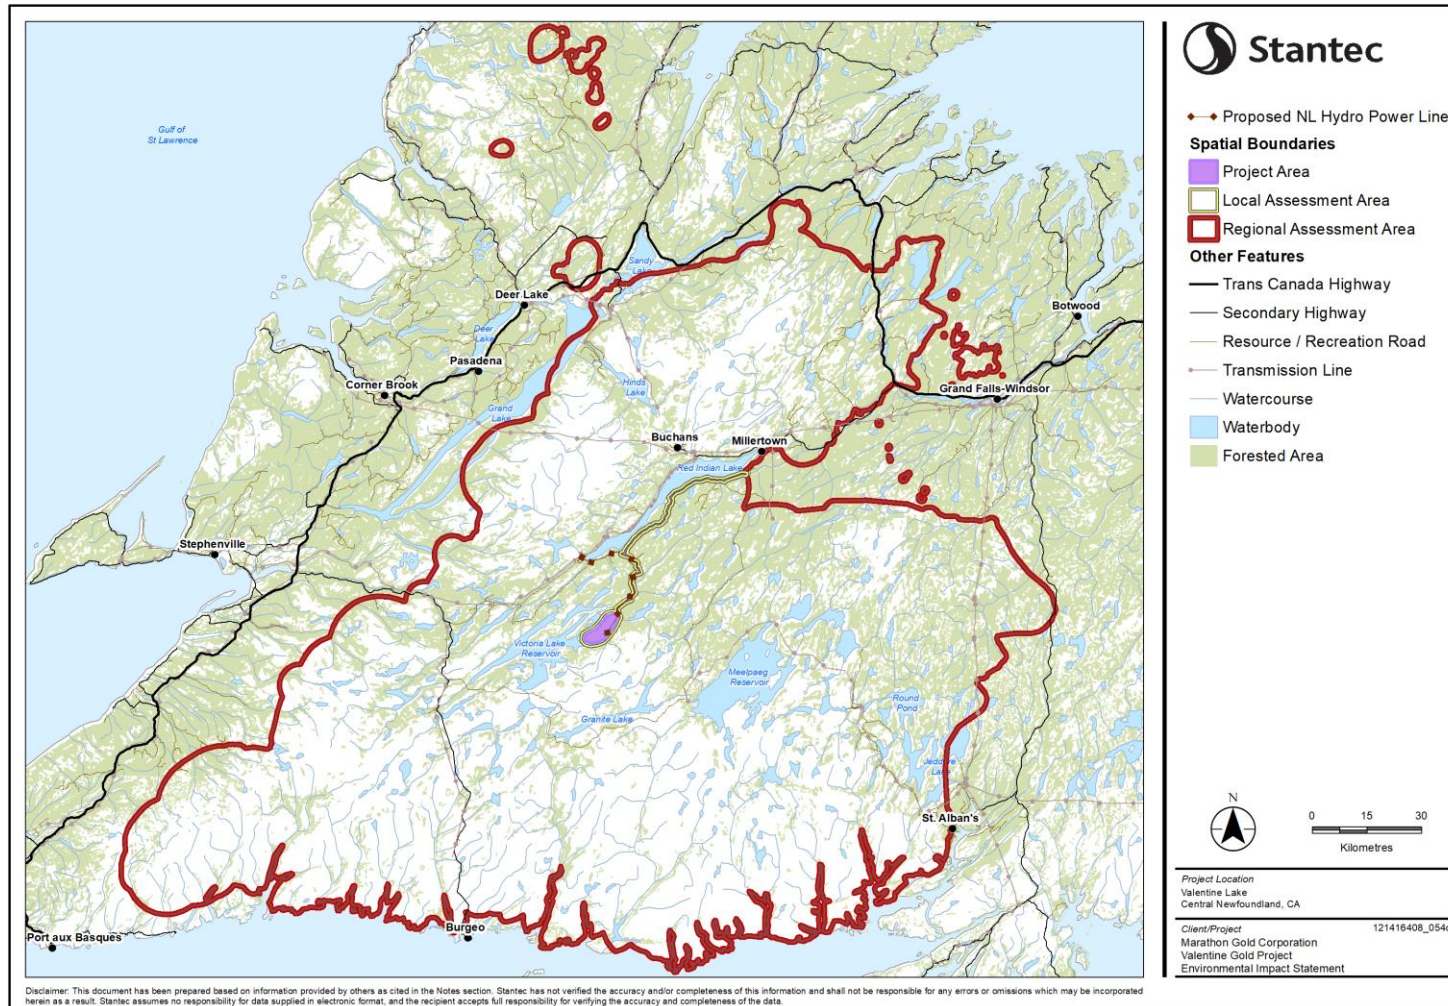 Gulf of
St Lawrence
Sandy
Lake
Deer Lake
Botwood
Deer
Lake
Pasadena
Hinds
Lake
Corner Brook
Grand Falls-Windsor
Grand
Lake
Buchans
Millertown
Red Indian Lake
Stephenville
Victoria Lake
Reservoir
Meelpaeg
Reservoir
Round
Pond
Granite Lake
St. Alban's
Burgeo
Port aux Basques
Stantec
Proposed NL Hydro Power Line
Spatial Boundaries
Project Area
Local Assessment Area
Regional Assessment Area
Other Features
Trans Canada Highway
Secondary Highway
Resource / Recreation Road
Transmission Line
Watercourse
Waterbody
Forested Area
N
0 15 30
Kilometres
Project Location
Valentine Lake
Central Newfoundland, CA
Client/Project 121416408_054
Marathon Gold Corporation
Valentine Gold Project
Environmental Impact Statement
Disclaimer: This document has been prepared based on information provided by others as cited in the Notes section. Stantec has not verified the accuracy and/or completeness of this information and shall not be responsible for any errors or omissions which may be incorporated
herein as a result. Stantec assumes no responsibility for data supplied in electronic format, and the recipient accepts full responsibility for verifying the accuracy and completeness of the data.